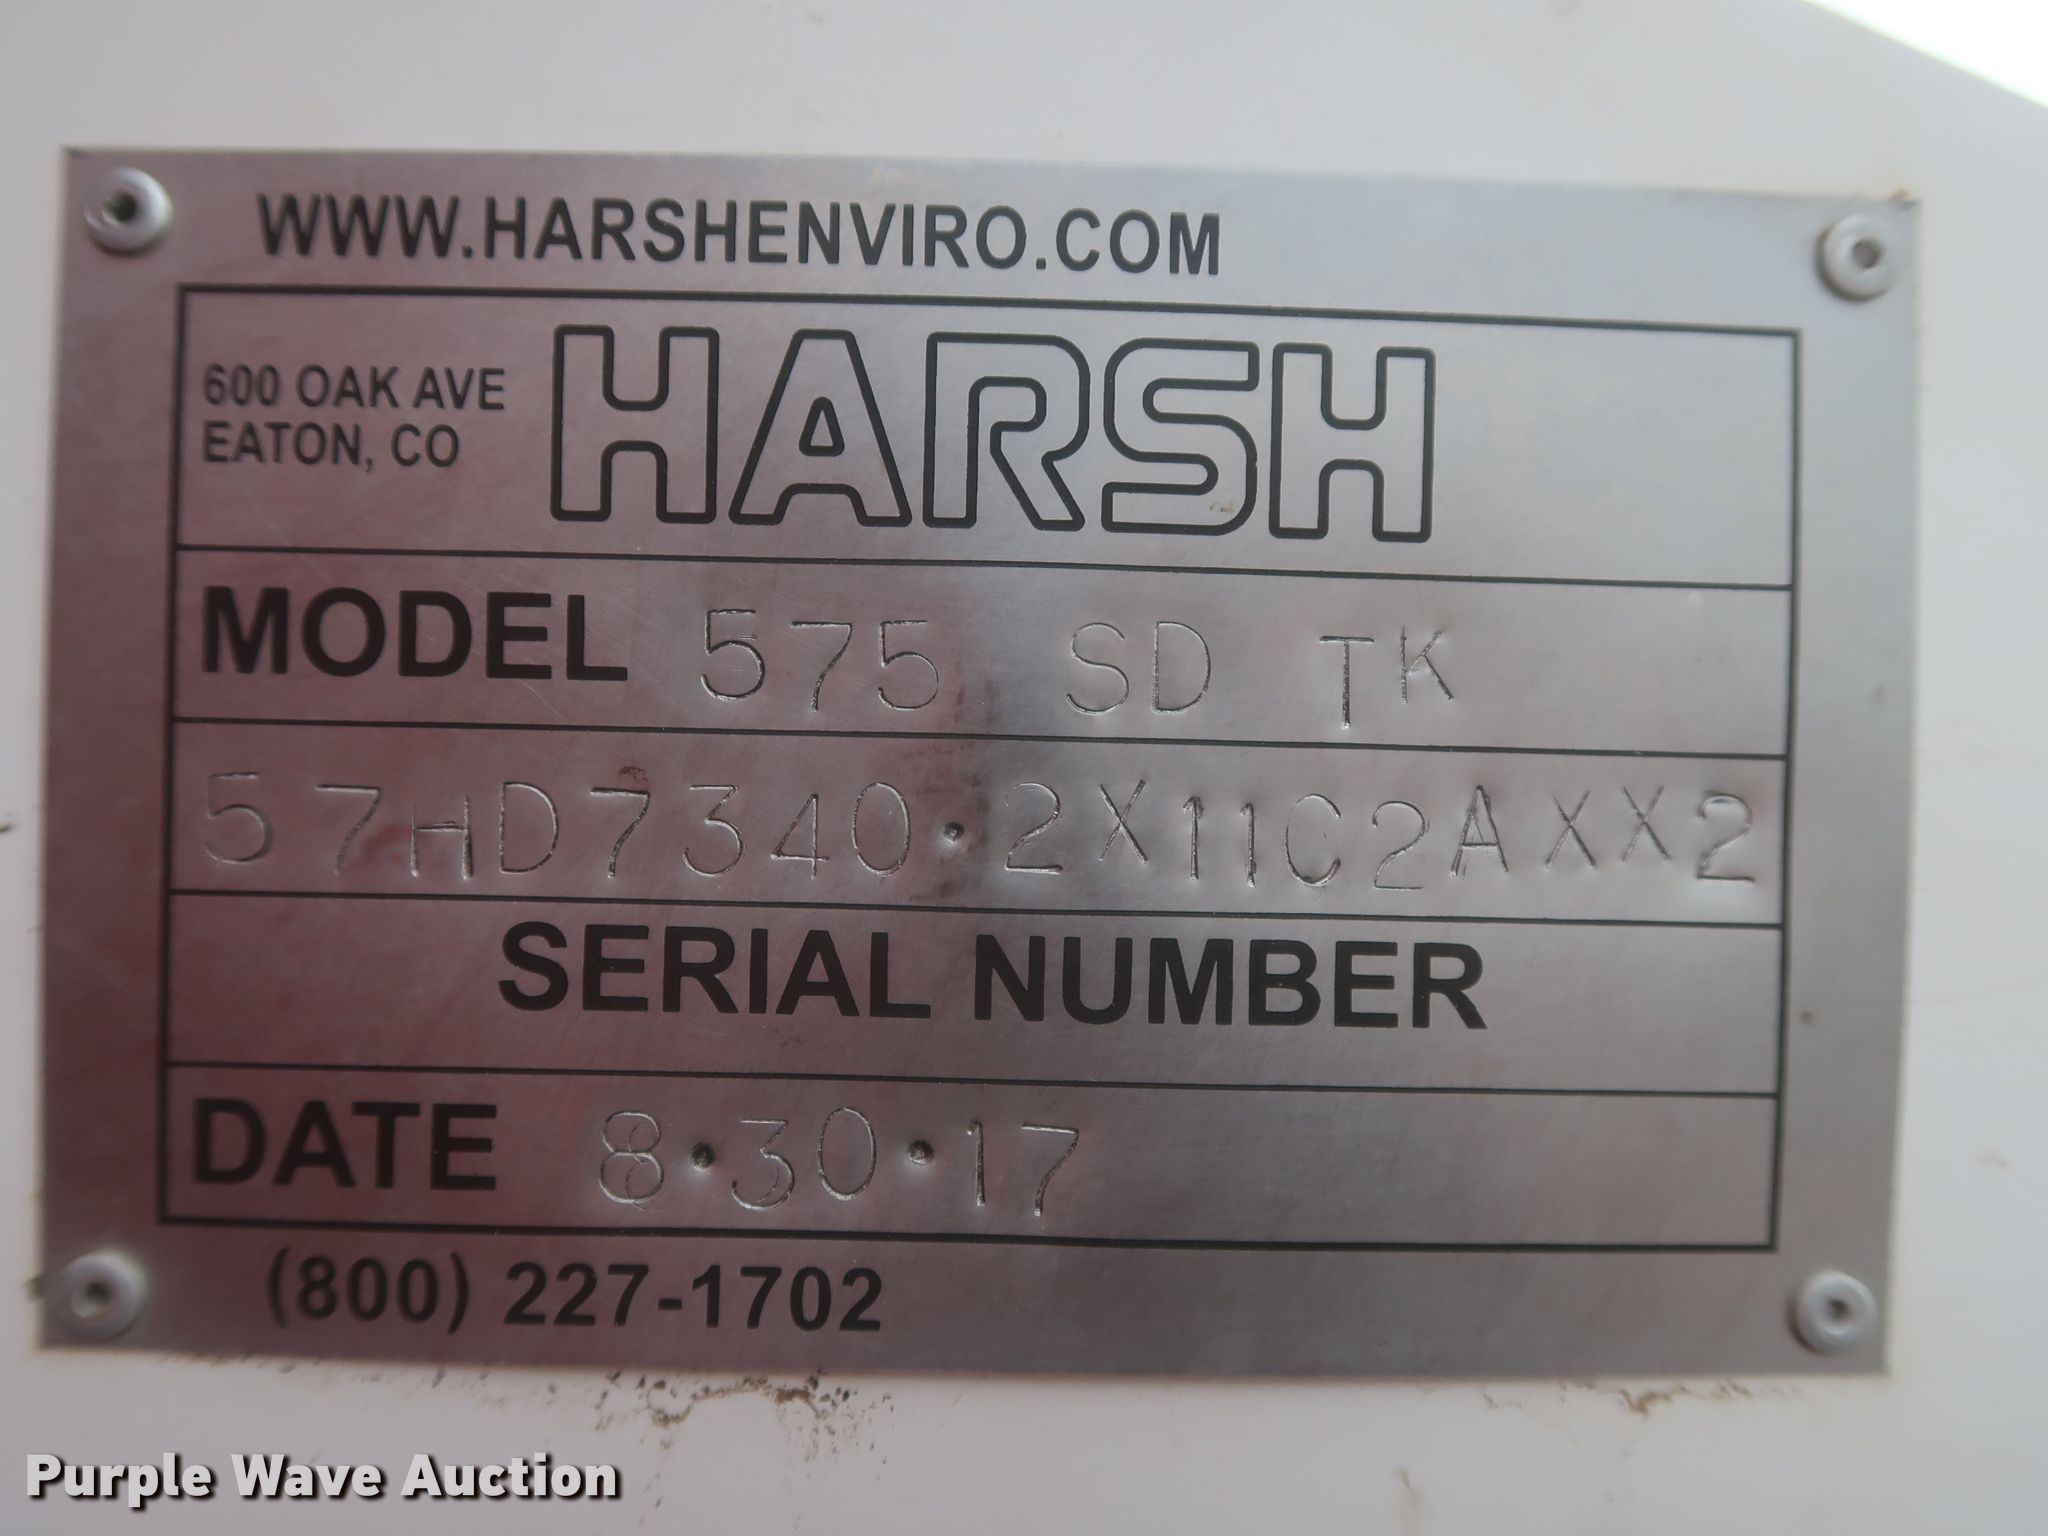 WWW.HARSHENVIRO.COM
600 OAK AVE
EATON, CO
HARSH
MODEL 575 SD TK
57HD7340.2X11C2AXX2
SERIAL NUMBER
DATE 8.30.17
(800) 227-1702
Purple Wave Auction